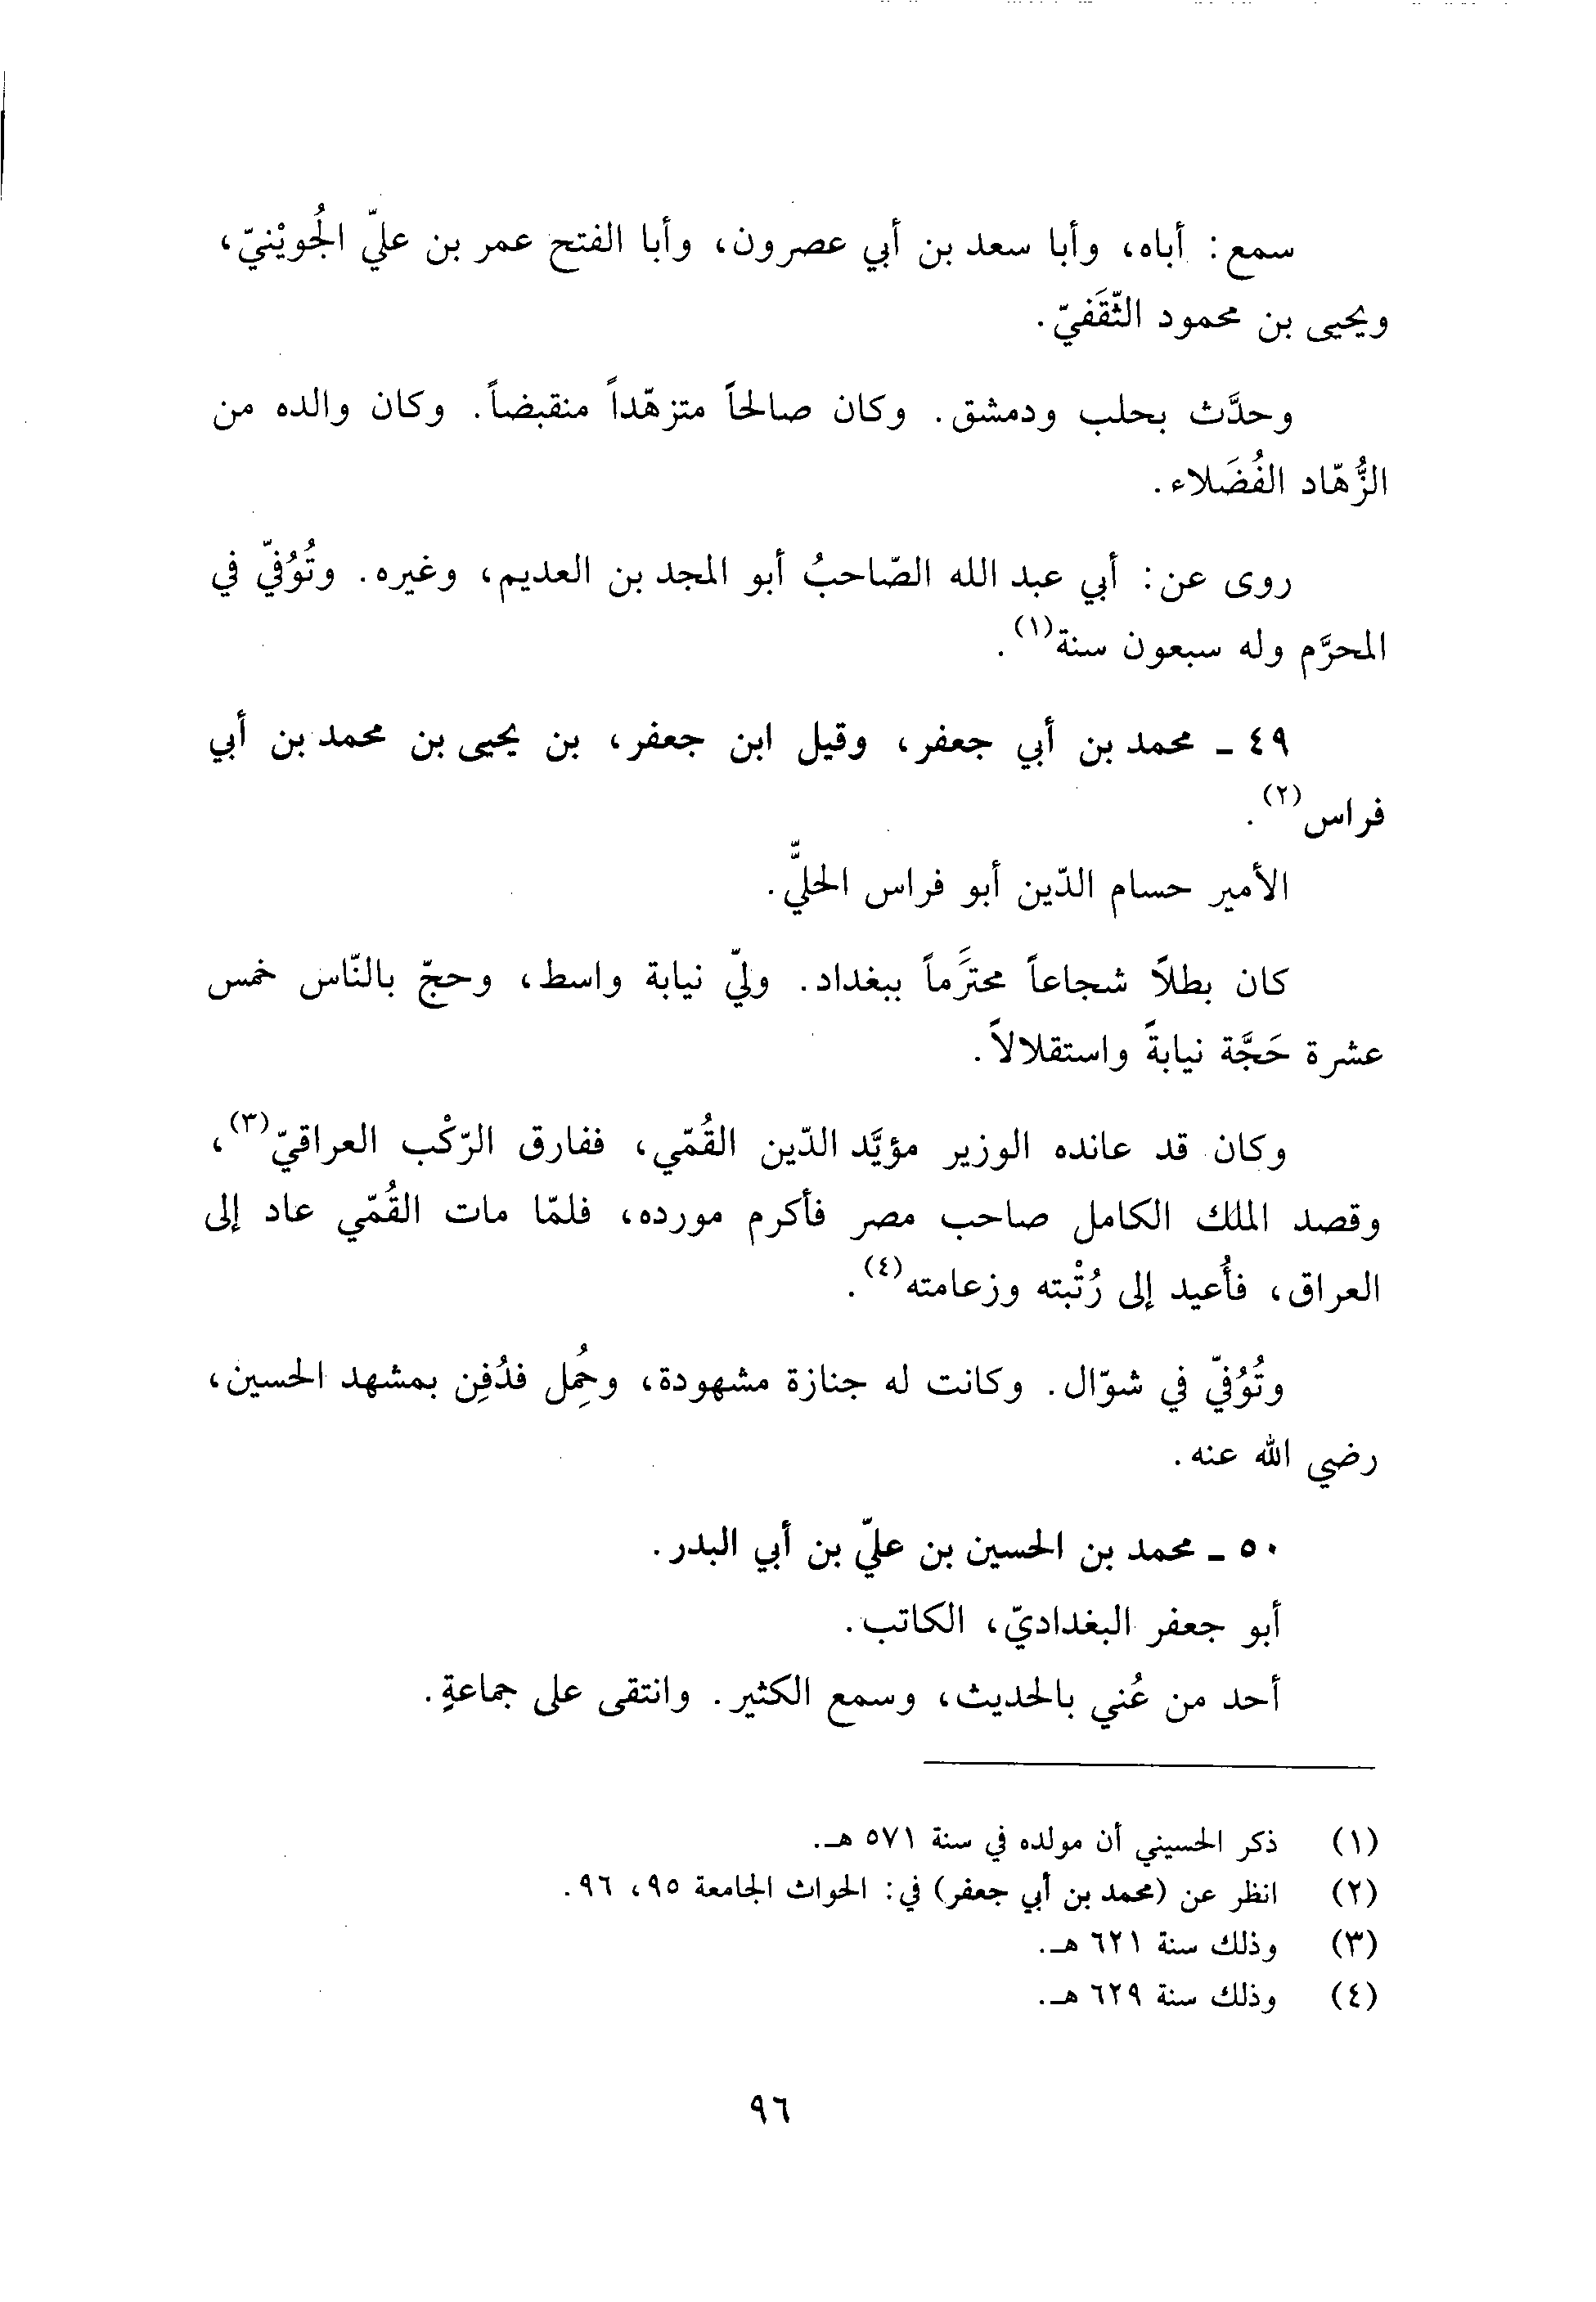 سمع: أباه، وأبا سعد بن أبي عصرون، وأبا الفتح عمر بن عليّ الجُويْنيّ،
ويحيى بن محمود الثّقَفيّ.
وحدَّث بحلب ودمشق. وكان صالحاً متزهّداً منقبضاً. وكان والده من
الزُّهّاد الفُضَلاء.
روى عن: أبي عبد الله الصّاحبُ أبو المجد بن العديم، وغيره. وتُوُفيّ في
المحرَّم وله سبعون سنة(١).
٤٩ ـ محمد بن أبي جعفر، وقيل ابن جعفر، بن يحيى بن محمد بن أبي
فراس(٢).
الأمير حسام الدّين أبو فراس الحليُّّ.
كان بطلاً شجاعاً محترَماً ببغداد. وليّ نيابة واسط، وحجّ بالنّاس خمس
عشرة حَجَّة نيابةً واستقلالاً.
وكان قد عانده الوزير مؤيَّد الدّين القُمّي، ففارق الرّكْب العراقيّ(٣)،
وقصد الملك الكامل صاحب مصر فأكرم مورده، فلمّا مات القُمّي عاد إلى
العراق، فأُعيد إلى رُتْبته وزعامته(٤).
وتُوُفيّ في شوّال. وكانت له جنازة مشهودة، وحُمِل فدُفِن بمشهد الحسين،
رضي الله عنه.
٥٠ ـ محمد بن الحسين بن عليّ بن أبي البدر.
أبو جعفر البغداديّ، الكاتب.
أحد من عُني بالحديث، وسمع الكثير. وانتقى على جماعةٍ.
(١) ذكر الحسيني أن مولده في سنة ٥٧١ هـ.
(٢) انظر عن (محمد بن أبي جعفر) في: الحواث الجامعة ٩٥، ٩٦.
(٣) وذلك سنة ٦٢١ هـ.
(٤) وذلك سنة ٦٢٩ هـ.
٩٦